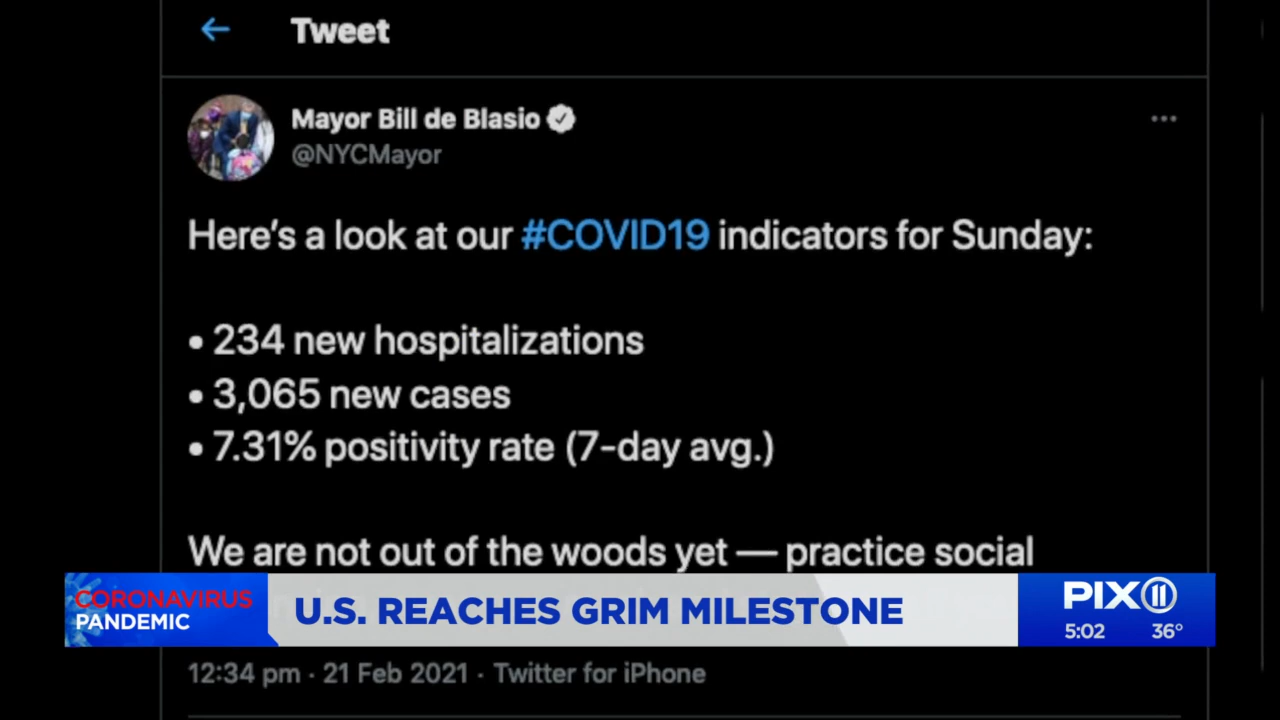 Tweet
Mayor Bill de Blasio
@NYCMayor
Here's a look at our #COVID19 indicators for Sunday:
• 234 new hospitalizations
• 3,065 new cases
• 7.31% positivity rate (7-day avg.)
We are not out of the woods yet — practice social
CORONAVIRUS
PANDEMIC
U.S. REACHES GRIM MILESTONE
PIX11
5:02 36°
12:34 pm · 21 Feb 2021 · Twitter for iPhone